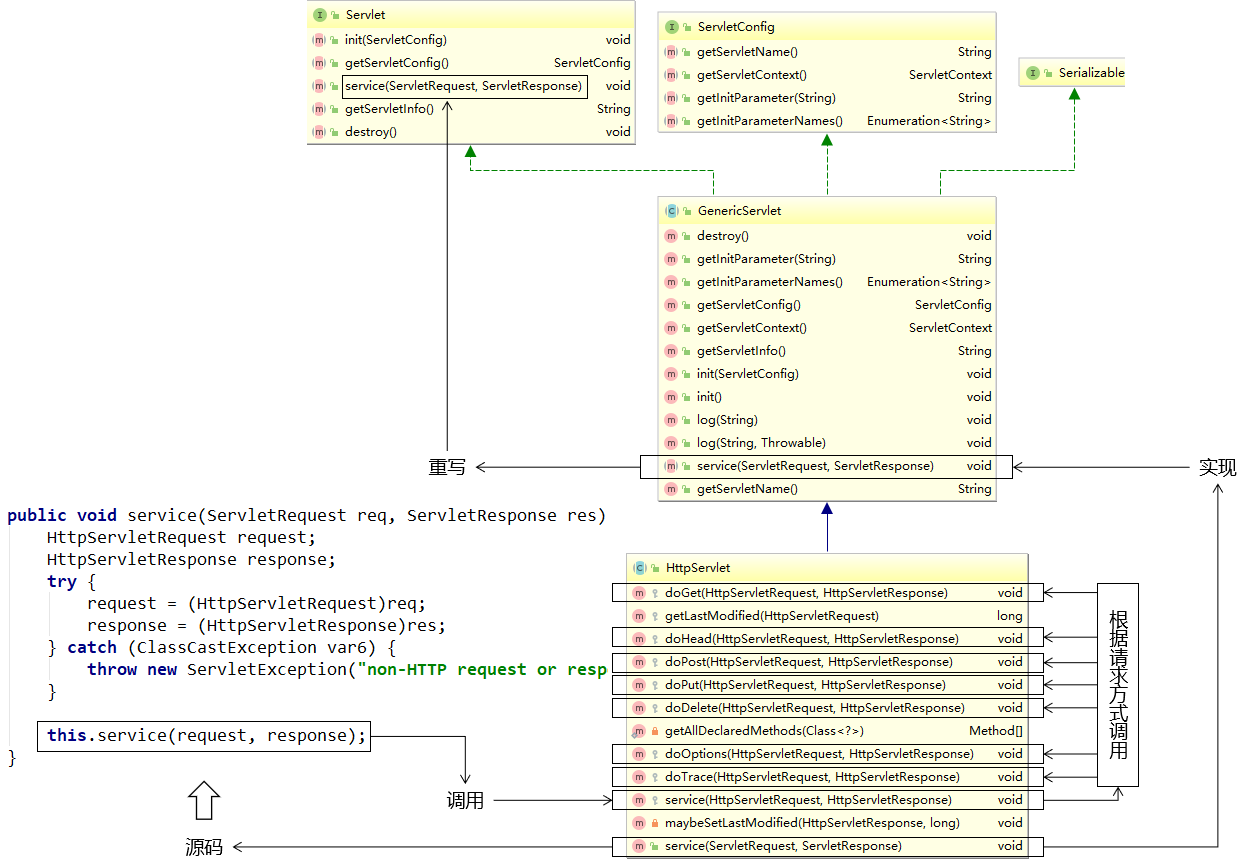 Servlet
init(ServletConfig) void
getServletConfig() ServletConfig
service(ServletRequest, ServletResponse) void
getServletInfo() String
destroy() void
ServletConfig
getServletName() String
getServletContext() ServletContext
getInitParameter(String) String
getInitParameterNames() Enumeration<String>
Serializable
GenericServlet
destroy() void
getInitParameter(String) String
getInitParameterNames() Enumeration<String>
getServletConfig() ServletConfig
getServletContext() ServletContext
getServletInfo() String
init(ServletConfig) void
init() void
log(String) void
log(String, Throwable) void
service(ServletRequest, ServletResponse) void
getServletName() String
重写
实现
public void service(ServletRequest req, ServletResponse res)
HttpServletRequest request;
HttpServletResponse response;
try {
request = (HttpServletRequest)req;
response = (HttpServletResponse)res;
} catch (ClassCastException var6) {
throw new ServletException("non-HTTP request or resp
}
this.service(request, response);
}
调用
源码
HttpServlet
doGet(HttpServletRequest, HttpServletResponse) void
getLastModified(HttpServletRequest) long
doHead(HttpServletRequest, HttpServletResponse) void
doPost(HttpServletRequest, HttpServletResponse) void
doPut(HttpServletRequest, HttpServletResponse) void
doDelete(HttpServletRequest, HttpServletResponse) void
getAllDeclaredMethods(Class<?>) Method[]
doOptions(HttpServletRequest, HttpServletResponse) void
doTrace(HttpServletRequest, HttpServletResponse) void
service(HttpServletRequest, HttpServletResponse) void
maybeSetLastModified(HttpServletResponse, long) void
service(ServletRequest, ServletResponse) void
根据请求方式调用